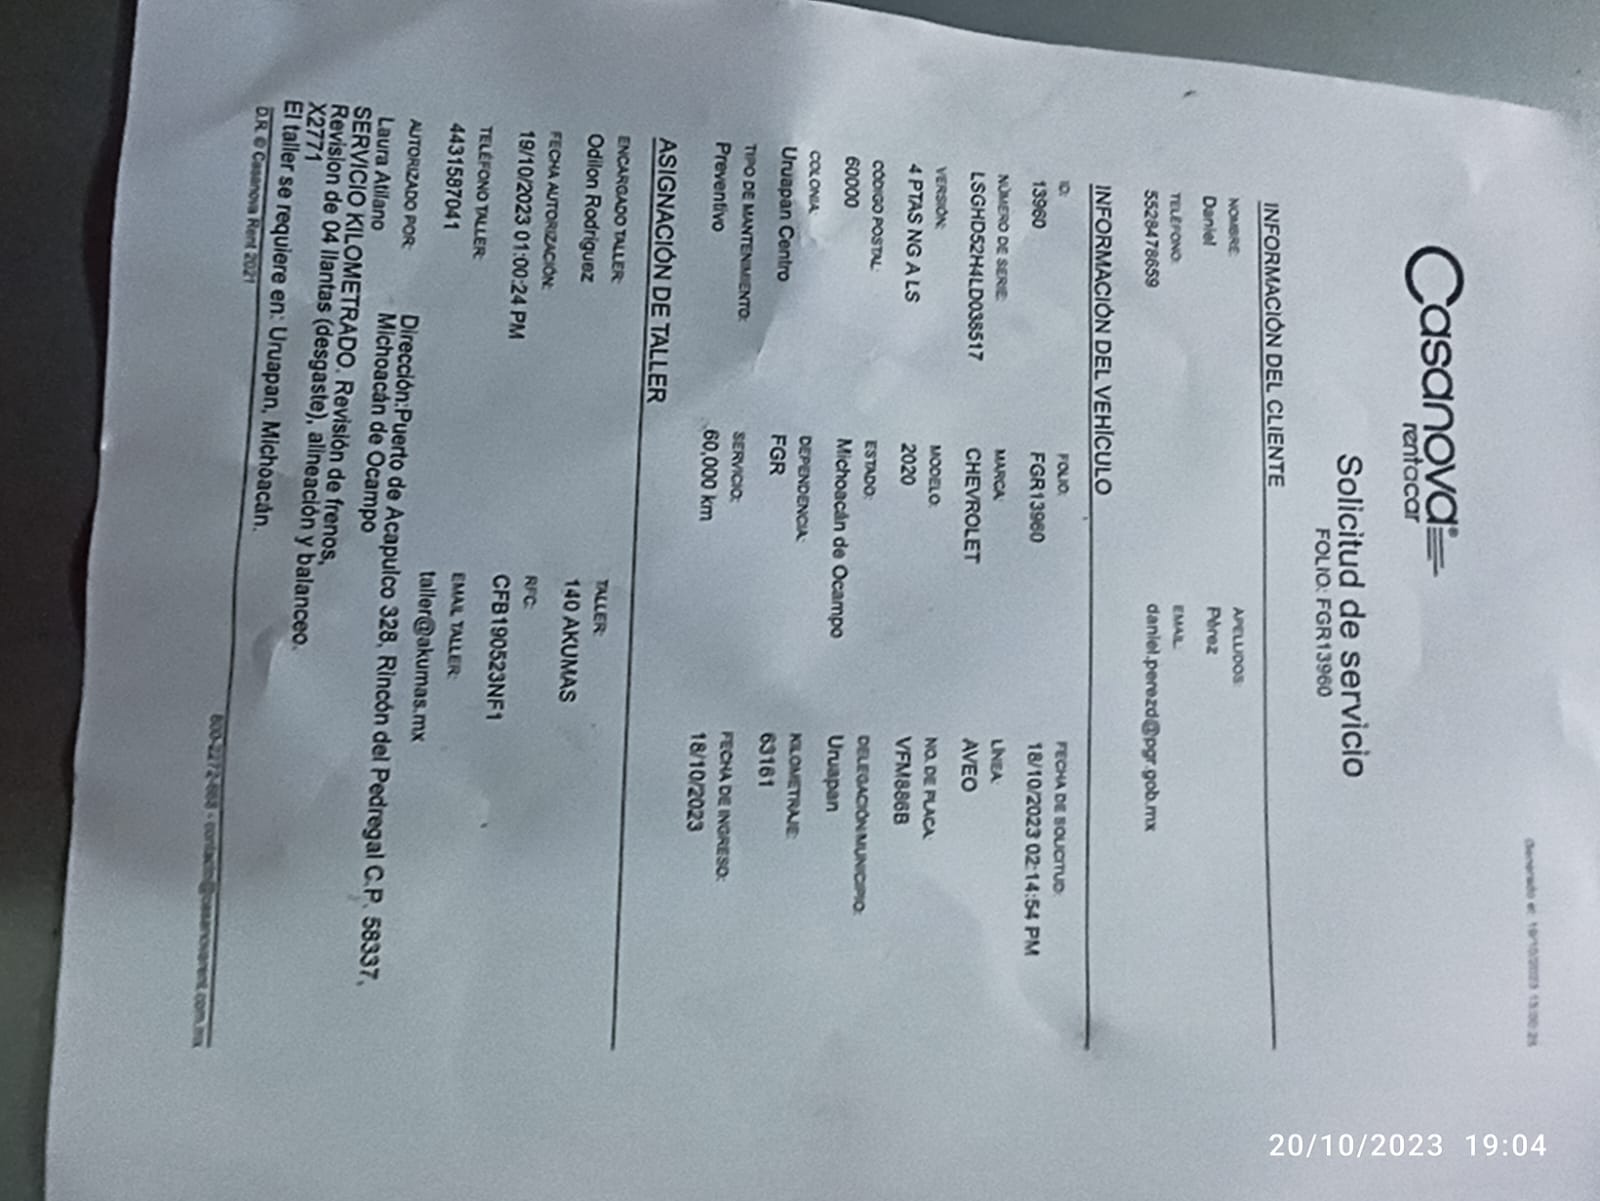 Generado el: 19/10/2023 13:00:25
Casanova®
rentacar
Solicitud de servicio
FOLIO: FGR13960
INFORMACIÓN DEL CLIENTE
NOMBRE: APELLIDOS:
Daniel Pérez
TELÉFONO: EMAIL:
5528478659 daniel.perezd@pgr.gob.mx
INFORMACIÓN DEL VEHÍCULO
ID: FOLIO: FECHA DE SOLICITUD:
13960 FGR13960 18/10/2023 02:14:54 PM
NÚMERO DE SERIE: MARCA: LÍNEA:
LSGHD52H4LD036517 CHEVROLET AVEO
VERSIÓN: MODELO: NO. DE PLACA:
4 PTAS NG A LS 2020 VFM886B
CÓDIGO POSTAL: ESTADO: DELEGACIÓN/MUNICIPIO:
60000 Michoacán de Ocampo Uruapan
COLONIA: DEPENDENCIA: KILOMETRAJE:
Uruapan Centro FGR 63161
TIPO DE MANTENIMIENTO: SERVICIO: FECHA DE INGRESO:
Preventivo 60,000 km 18/10/2023
ASIGNACIÓN DE TALLER
ENCARGADO TALLER: TALLER:
Odilon Rodriguez 140 AKUMAS
FECHA AUTORIZACIÓN: RFC:
19/10/2023 01:00:24 PM CFB190523NF1
TELÉFONO TALLER: EMAIL TALLER:
4431587041 taller@akumas.mx
AUTORIZADO POR: Dirección:Puerto de Acapulco 328, Rincón del Pedregal C.P. 58337,
Laura Atilano Michoacán de Ocampo
SERVICIO KILOMETRADO. Revisión de frenos,
Revision de 04 llantas (desgaste), alineación y balanceo.
X2771
El taller se requiere en: Uruapan, Michoacán.
D.R. © Casanova Rent 2021 800-2272-668 - contacto@casanovarent.com.mx
20/10/2023 19:04